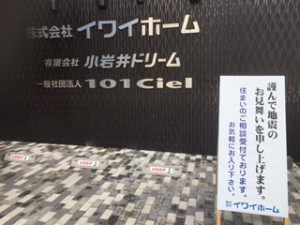 株式会社 イワイホーム
有限会社 小岩井ドリーム
一般社団法人 101 Ciel
謹んで地震の
お見舞いを申し上げます。
住まいのご相談受付ております。
お気軽にお入り下さい。
イワイホーム